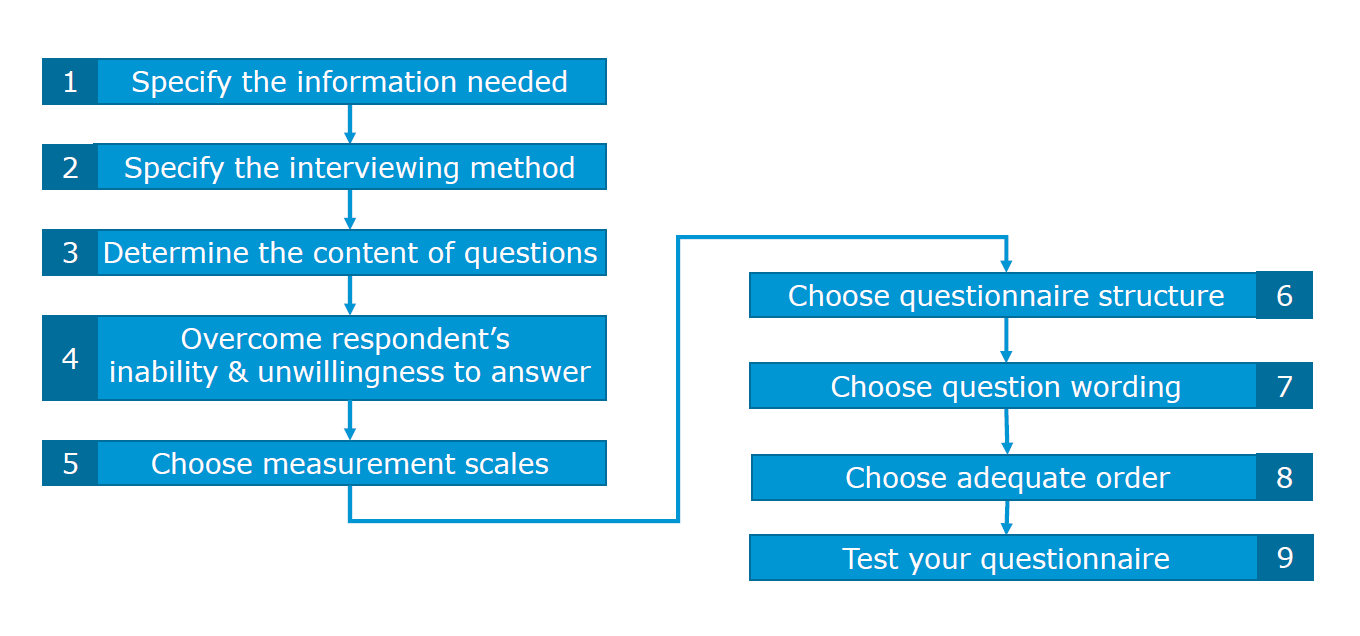 1 Specify the information needed
2 Specify the interviewing method
3 Determine the content of questions
4 Overcome respondent’s
inability & unwillingness to answer
5 Choose measurement scales
Choose questionnaire structure 6
Choose question wording 7
Choose adequate order 8
Test your questionnaire 9